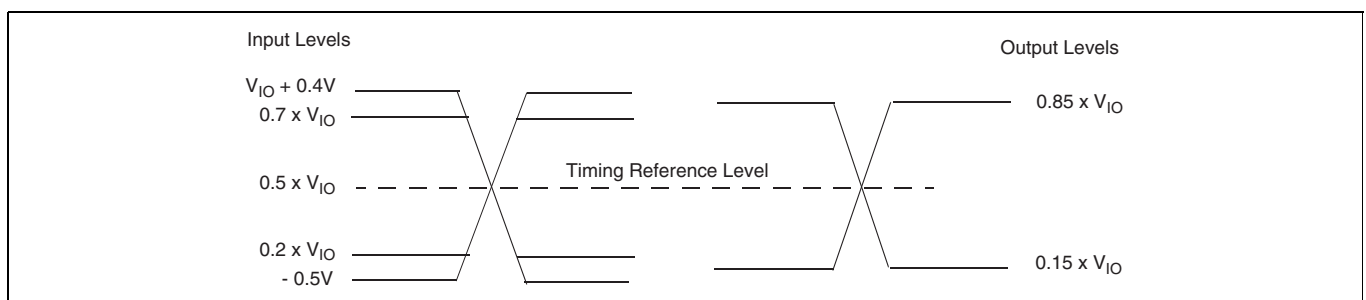 Input Levels
Output Levels
V_IO + 0.4V
0.7 x V_IO
0.85 x V_IO
Timing Reference Level
0.5 x V_IO
0.2 x V_IO
0.15 x V_IO
- 0.5V